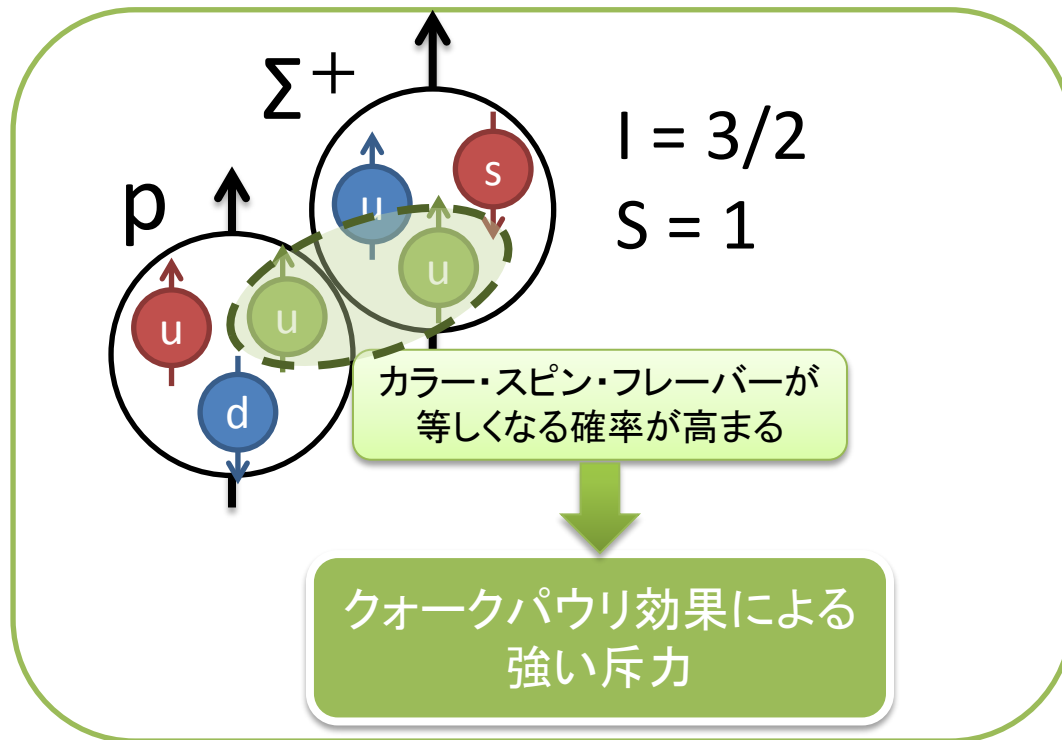 Σ⁺
p
I = 3/2
S = 1
u
s
u
u
u
d
カラー・スピン・フレーバーが
等しくなる確率が高まる
クォークパウリ効果による
強い斥力